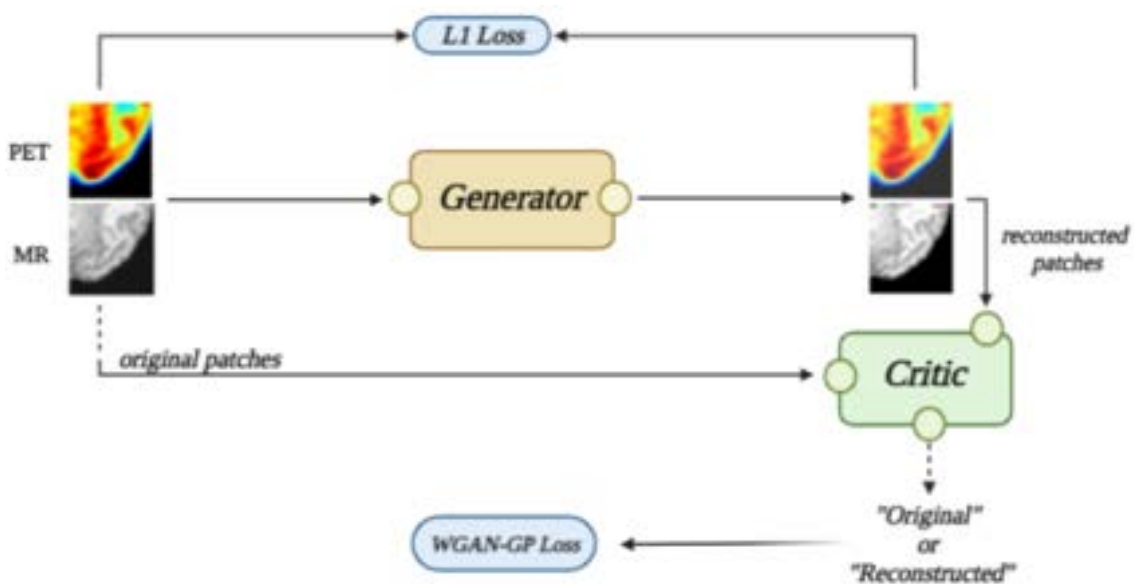 L1 Loss
PET
Generator
MR
reconstructed
patches
original patches
Critic
"Original"
or
"Reconstructed"
WGAN-GP Loss